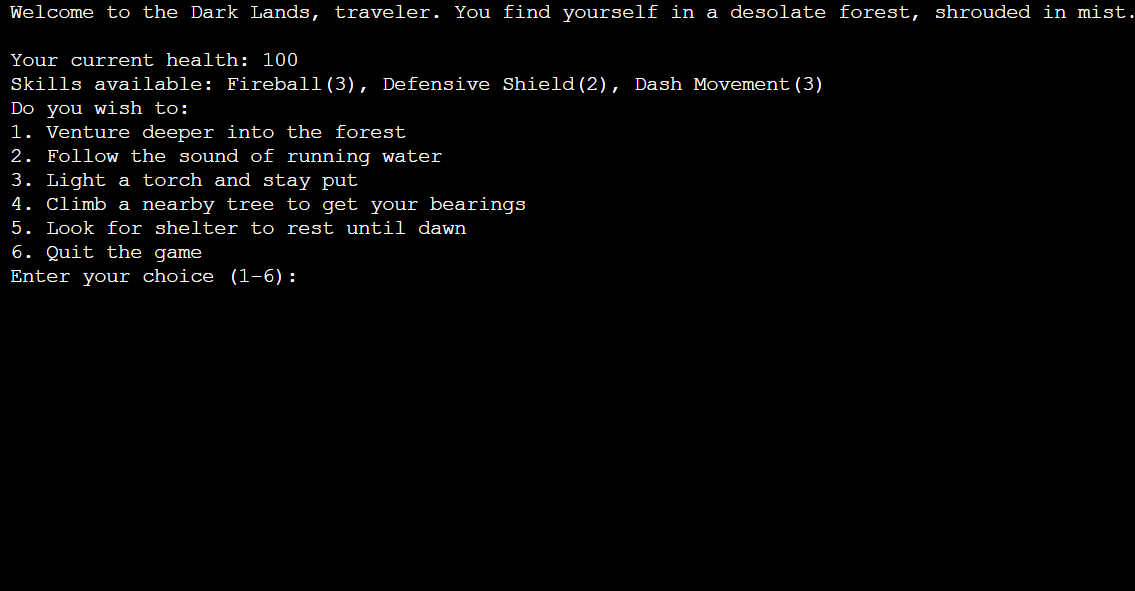 Welcome to the Dark Lands, traveler. You find yourself in a desolate forest, shrouded in mist.
Your current health: 100
Skills available: Fireball(3), Defensive Shield(2), Dash Movement(3)
Do you wish to:
1. Venture deeper into the forest
2. Follow the sound of running water
3. Light a torch and stay put
4. Climb a nearby tree to get your bearings
5. Look for shelter to rest until dawn
6. Quit the game
Enter your choice (1-6):